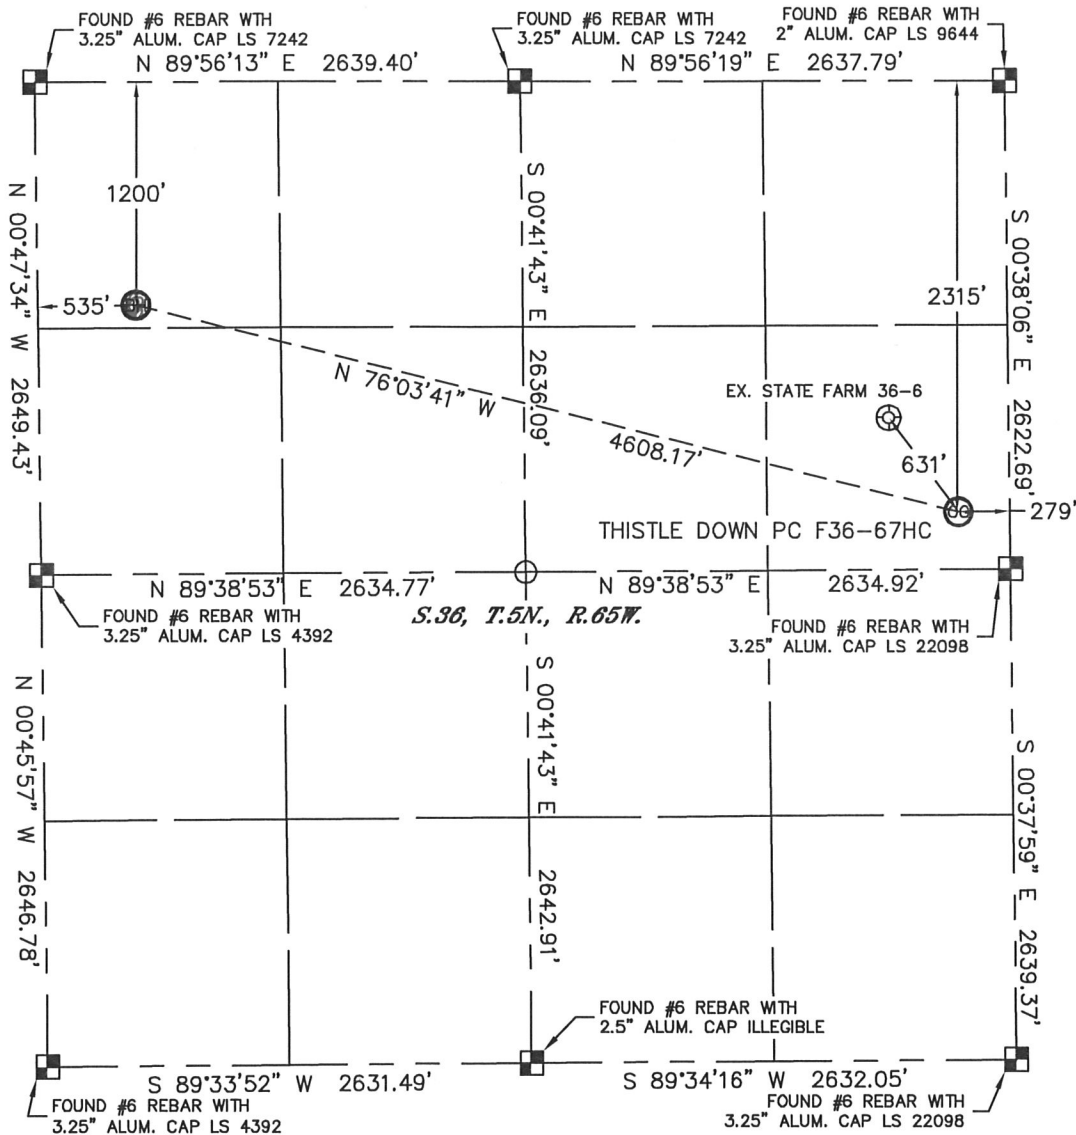 FOUND #6 REBAR WTH
3.25" ALUM. CAP LS 7242
FOUND #6 REBAR WTH
3.25" ALUM. CAP LS 7242
FOUND #6 REBAR WITH
2" ALUM. CAP LS 9644
N 89°56'13" E 2639.40'
N 89°56'19" E 2637.79'
N 00°47'34" W 2649.43'
1200'
535'
BH
S 00°41'43" E 2636.09'
2315'
S 00°38'06" E 2622.69'
N 76°03'41" W 4608.17'
EX. STATE FARM 36-6
631'
279'
THISTLE DOWN PC F36-67HC
N 89°38'53" E 2634.77'
N 89°38'53" E 2634.92'
S.36, T.5N., R.65W.
FOUND #6 REBAR WITH
3.25" ALUM. CAP LS 4392
FOUND #6 REBAR WITH
3.25" ALUM. CAP LS 22098
N 00°45'57" W 2646.78'
S 00°41'43" E 2642.91'
S 00°37'59" E 2639.37'
FOUND #6 REBAR WITH
2.5" ALUM. CAP ILLEGIBLE
S 89°33'52" W 2631.49'
S 89°34'16" W 2632.05'
FOUND #6 REBAR WITH
3.25" ALUM. CAP LS 4392
FOUND #6 REBAR WITH
3.25" ALUM. CAP LS 22098